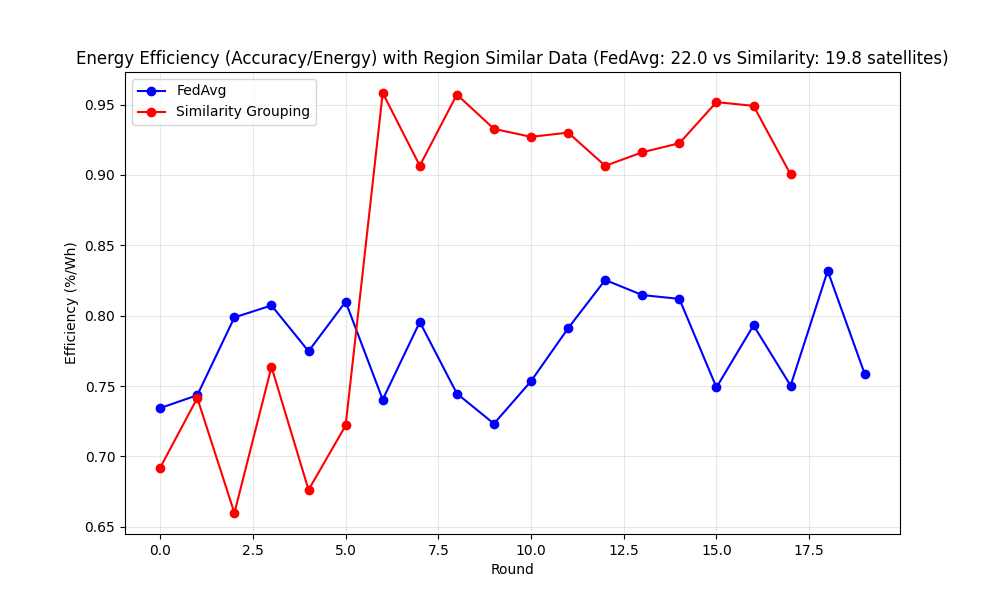 Energy Efficiency (Accuracy/Energy) with Region Similar Data (FedAvg: 22.0 vs Similarity: 19.8 satellites)
FedAvg
Similarity Grouping
Efficiency (%/Wh)
0.95
0.90
0.85
0.80
0.75
0.70
0.65
0.0 2.5 5.0 7.5 10.0 12.5 15.0 17.5
Round